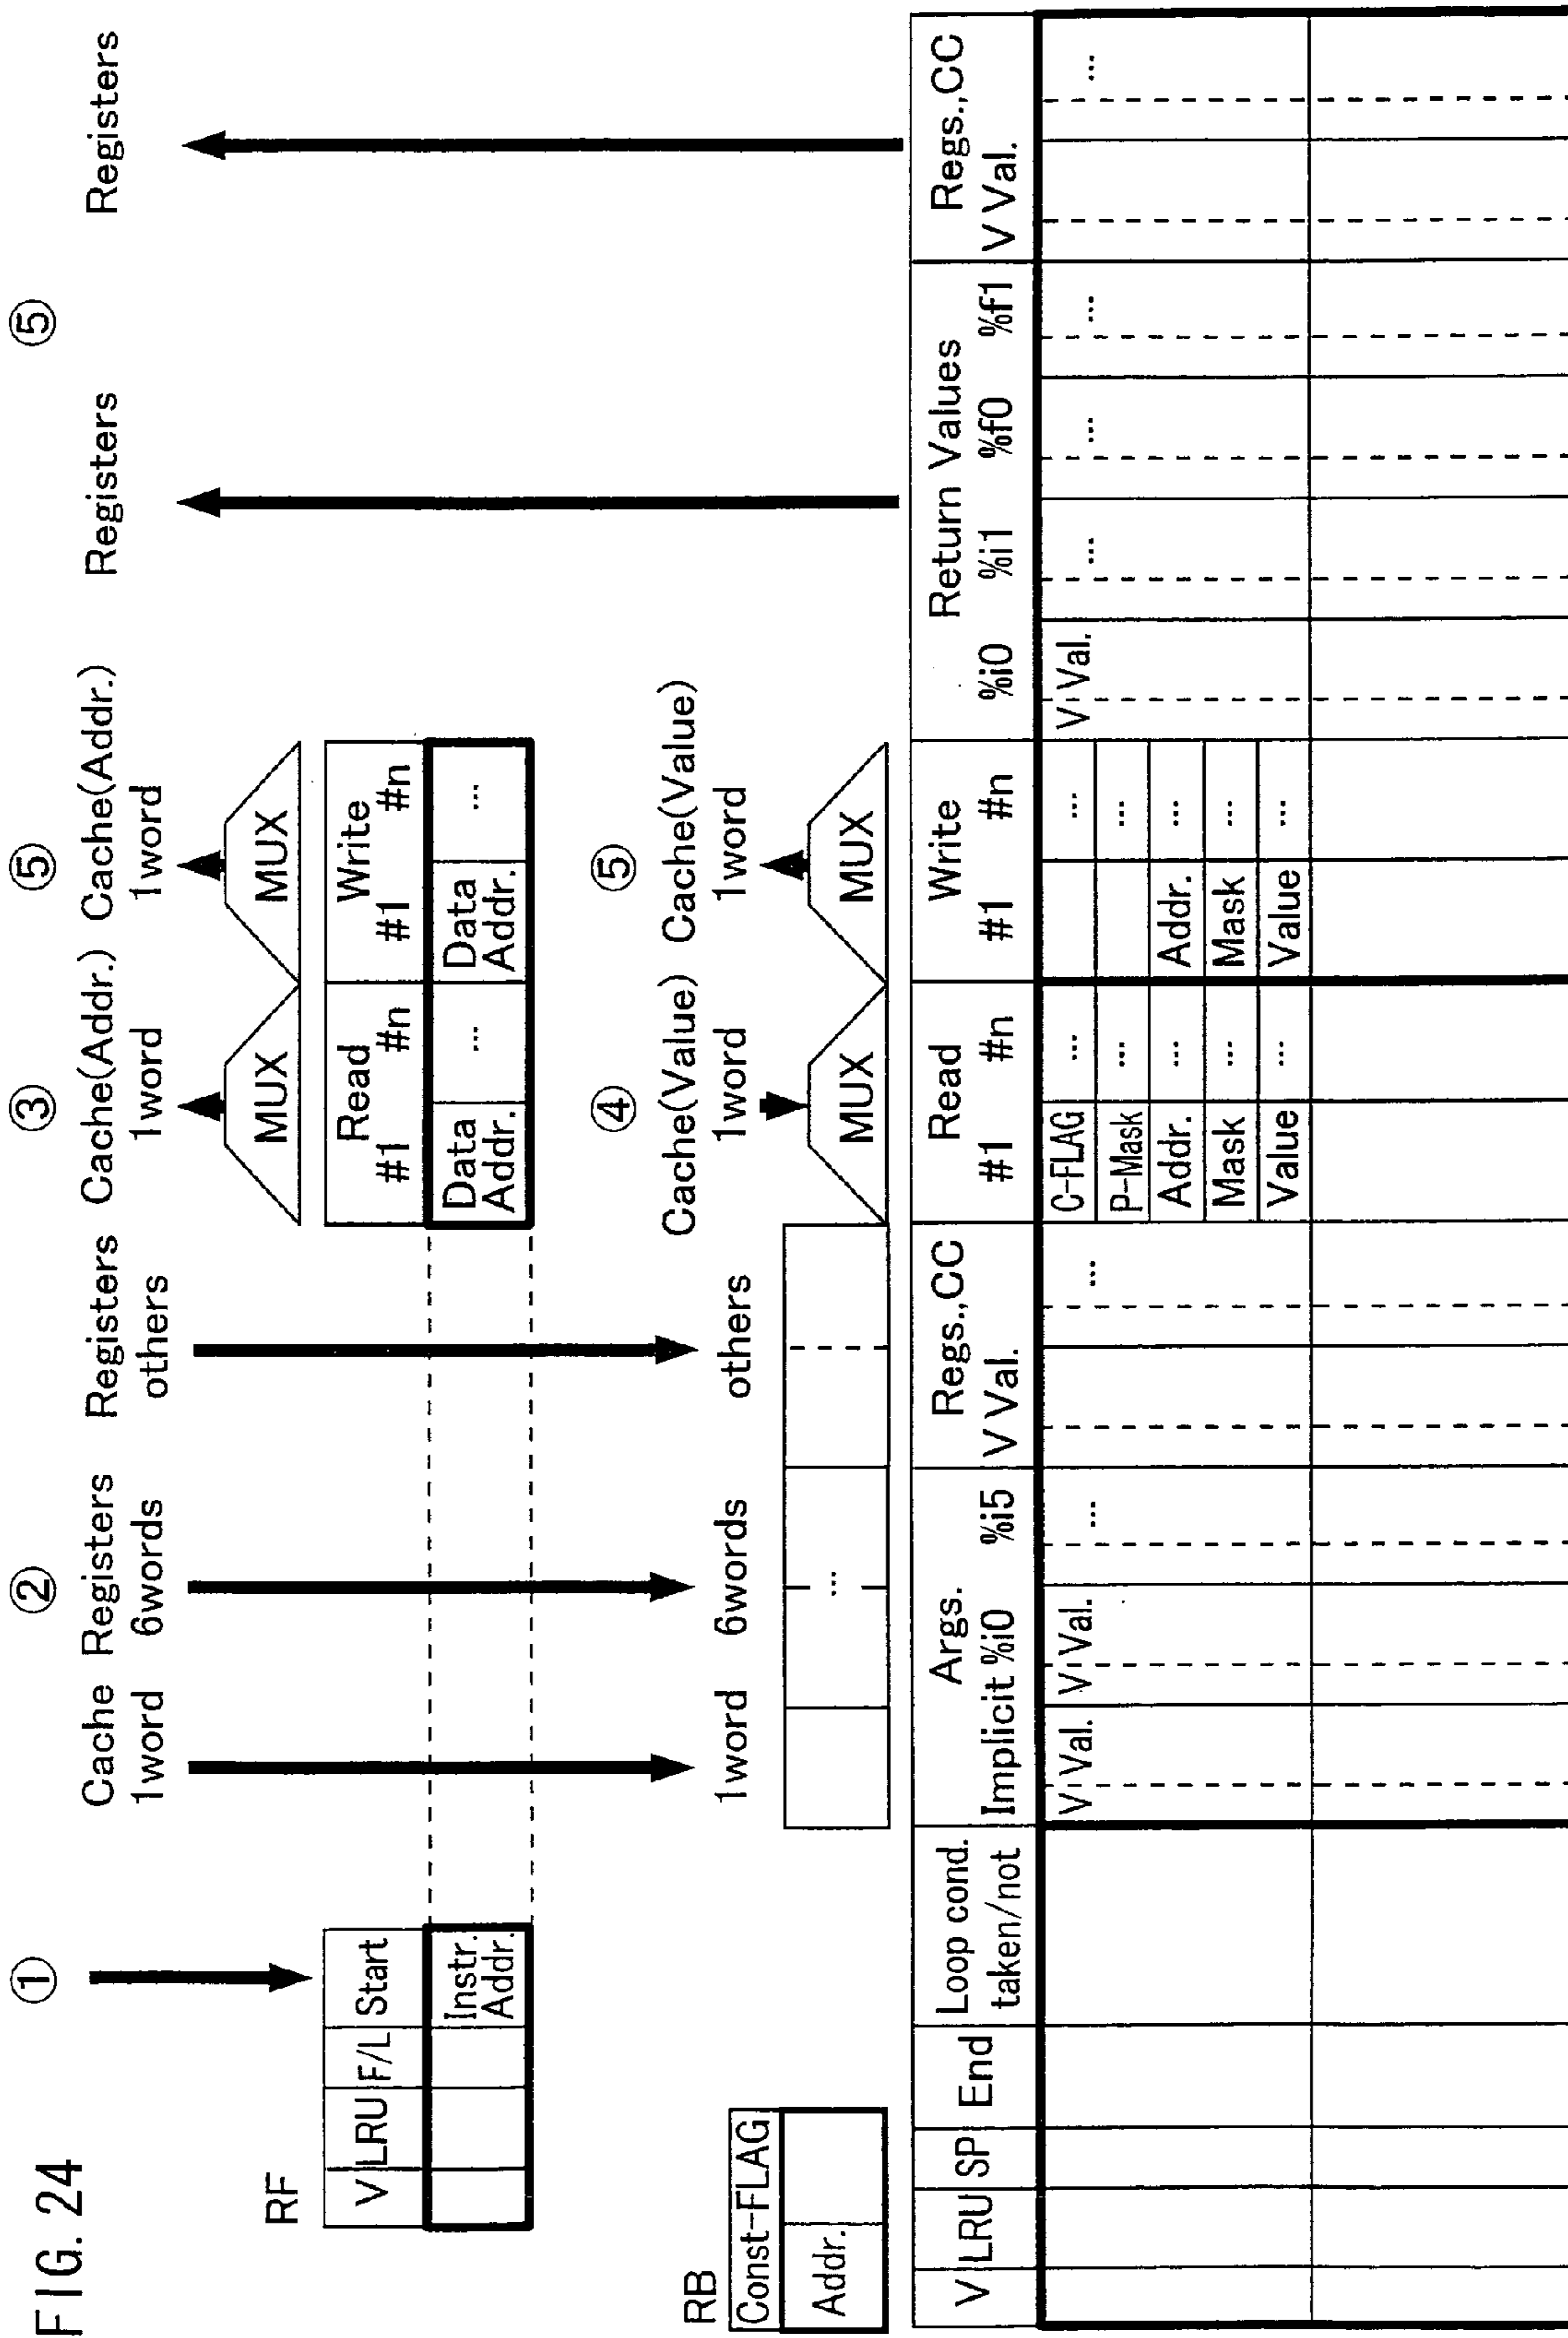 FIG. 24
① ② ③ ⑤ ⑤
Cache Registers Registers Cache(Addr.) Cache(Addr.) Registers Registers
1word 6words others 1word 1word
MUX MUX
RF
V LRU F/L Start Read Write
#1 #n #1 #n
Instr. Addr. Data Addr. ... Data Addr. ...
④ ⑤
Cache(Value) Cache(Value)
1word 6words others 1word 1word
RB
Const-FLAG
Addr. ... MUX MUX
V LRU SP End Loop cond. Args. Regs.,CC Read Write Return Values Regs.,CC
taken/not Implicit %i0 %i5 V Val. #1 #n #1 #n %i0 %i1 %f0 %f1 V Val.
V Val. V Val. ... ... C-FLAG ... ... V Val. ... ... ... ...
P-Mask ... ...
Addr. ... Addr. ...
Mask ... Mask ...
Value ... Value ...